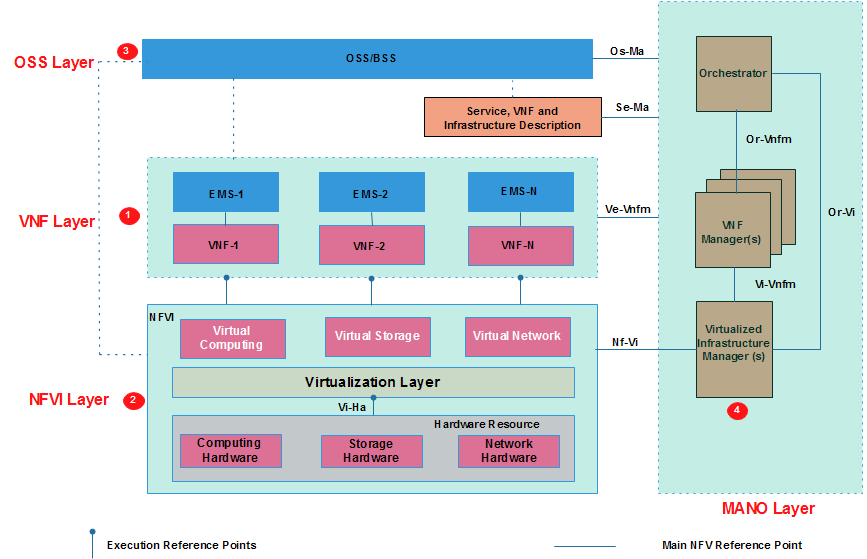 3
OSS Layer
OSS/BSS
Os-Ma
Orchestrator
Service, VNF and
Infrastructure Description
Se-Ma
Or-Vnfm
EMS-1
EMS-2
EMS-N
VNF Layer
1
Ve-Vnfm
VNF
Manager(s)
Or-Vi
VNF-1
VNF-2
VNF-N
Vi-Vnfm
NFVI
Virtual
Computing
Virtual Storage
Virtual Network
Nf-Vi
Virtualized
Infrastructure
Manager (s)
Virtualization Layer
NFVI Layer
2
Vi-Ha
4
Hardware Resource
Computing
Hardware
Storage
Hardware
Network
Hardware
MANO Layer
Execution Reference Points
Main NFV Reference Point